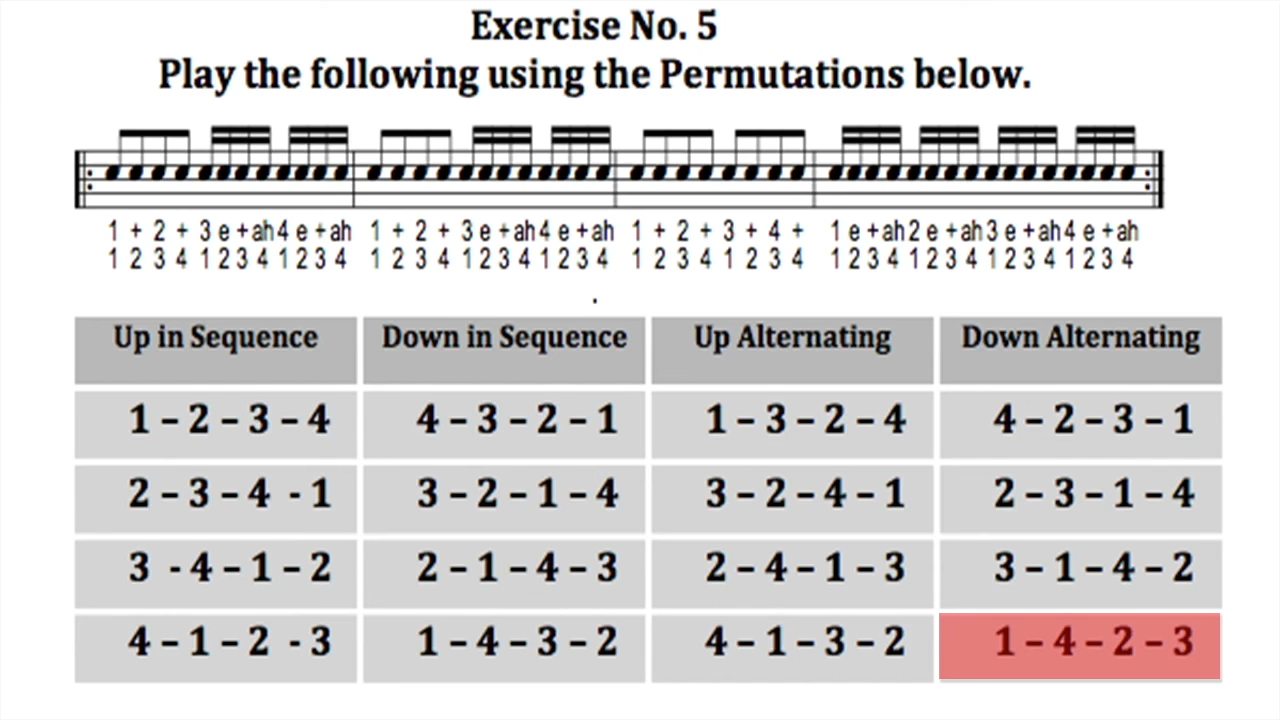 Exercise No. 5
Play the following using the Permutations below.
1 + 2 + 3 e + ah 4 e + ah 1 + 2 + 3 e + ah 4 e + ah 1 + 2 + 3 + 4 + 1 e + ah 2 e + ah 3 e + ah 4 e + ah
1 2 3 4 1 2 3 4 1 2 3 4 1 2 3 4 1 2 3 4 1 2 3 4 1 2 3 4 1 2 3 4 1 2 3 4 1 2 3 4 1 2 3 4 1 2 3 4
Up in Sequence Down in Sequence Up Alternating Down Alternating
1 – 2 – 3 – 4 4 – 3 – 2 – 1 1 – 3 – 2 – 4 4 – 2 – 3 – 1
2 – 3 – 4 - 1 3 – 2 – 1 – 4 3 – 2 – 4 – 1 2 – 3 – 1 – 4
3 - 4 – 1 – 2 2 – 1 – 4 – 3 2 – 4 – 1 – 3 3 – 1 – 4 – 2
4 – 1 – 2 - 3 1 – 4 – 3 – 2 4 – 1 – 3 – 2 1 – 4 – 2 – 3